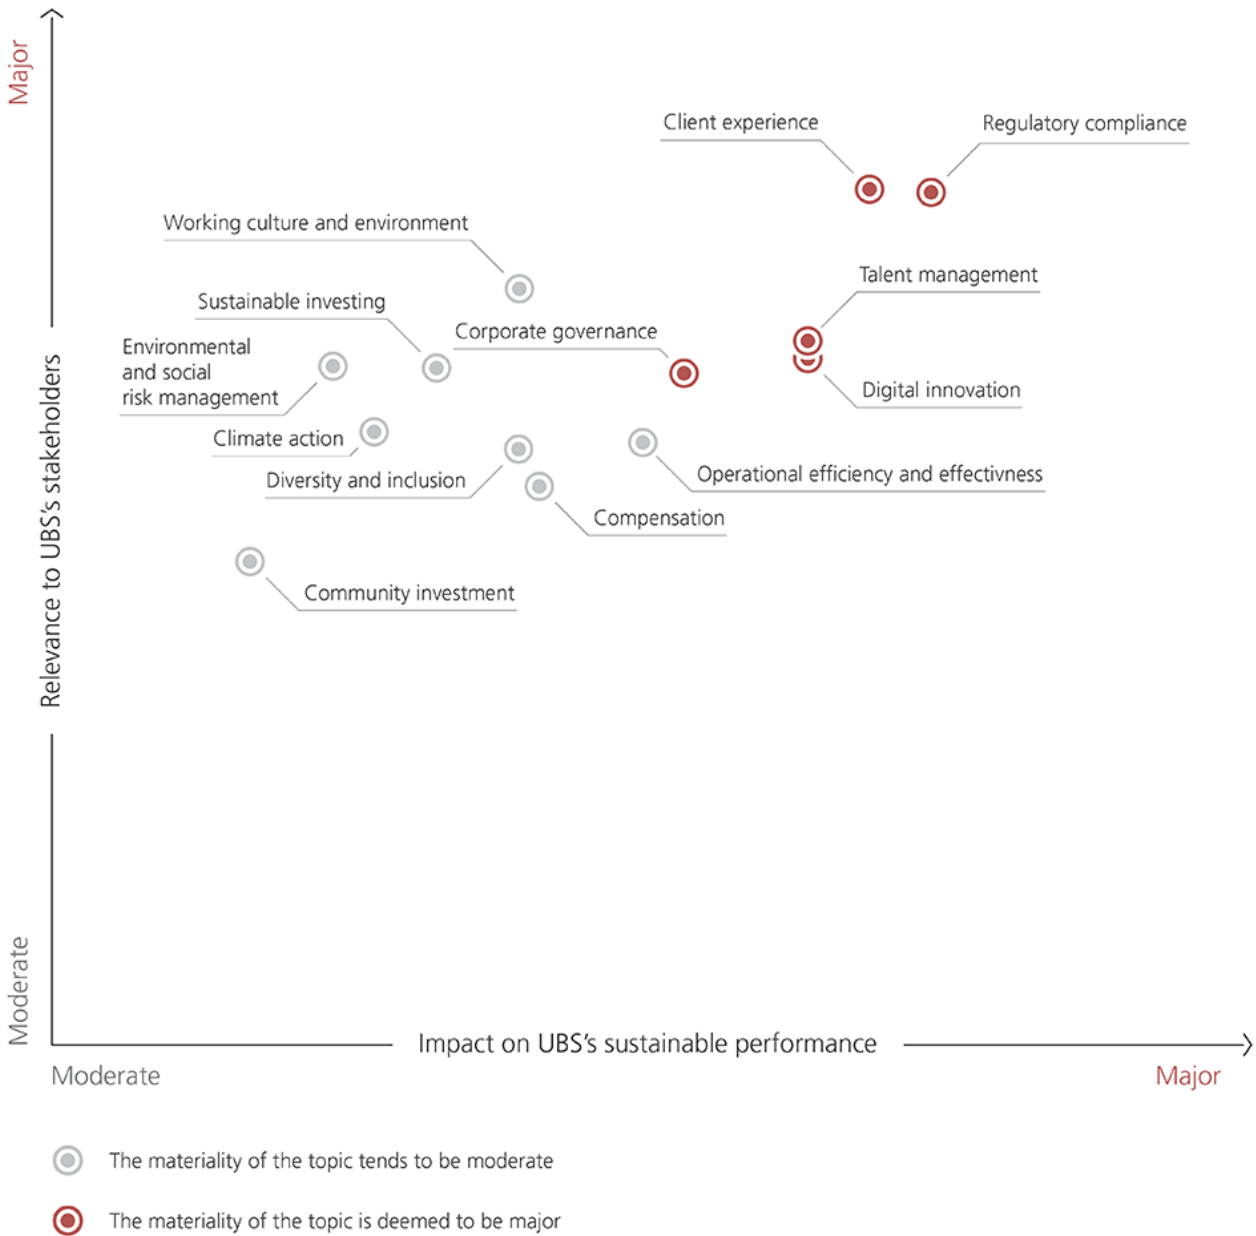 Major
Client experience
Regulatory compliance
Working culture and environment
Talent management
Sustainable investing
Corporate governance
Environmental
and social
risk management
Digital innovation
Climate action
Diversity and inclusion
Operational efficiency and effectivness
Compensation
Community investment
Relevance to UBS's stakeholders
Moderate
Impact on UBS's sustainable performance
Moderate
Major
The materiality of the topic tends to be moderate
The materiality of the topic is deemed to be major